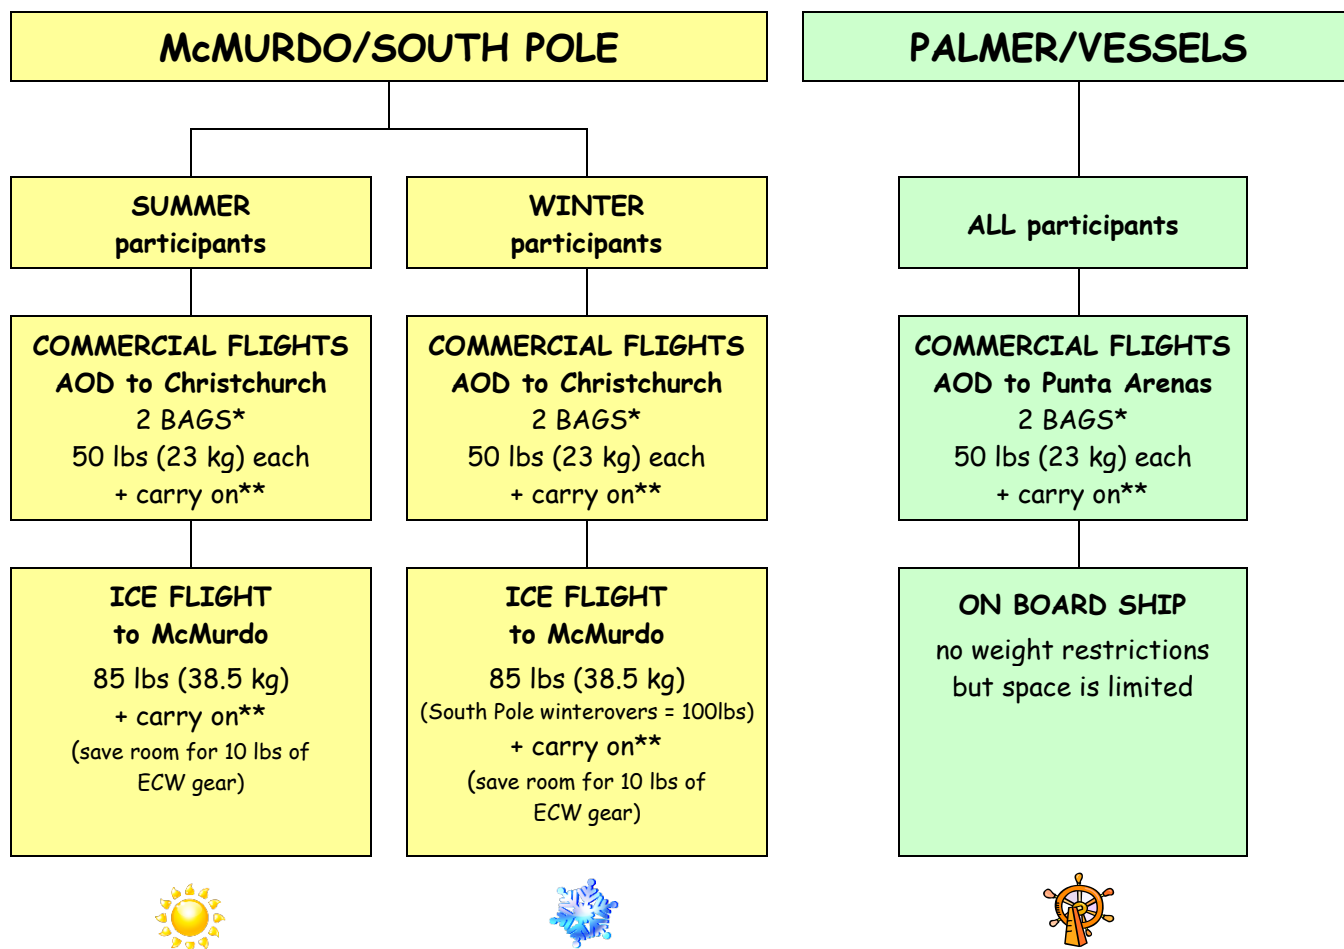 McMURDO/SOUTH POLE
PALMER/VESSELS
SUMMER
participants
WINTER
participants
ALL participants
COMMERCIAL FLIGHTS
AOD to Christchurch
2 BAGS*
50 lbs (23 kg) each
+ carry on**
COMMERCIAL FLIGHTS
AOD to Christchurch
2 BAGS*
50 lbs (23 kg) each
+ carry on**
COMMERCIAL FLIGHTS
AOD to Punta Arenas
2 BAGS*
50 lbs (23 kg) each
+ carry on**
ICE FLIGHT
to McMurdo
85 lbs (38.5 kg)
+ carry on**
(save room for 10 lbs of
ECW gear)
ICE FLIGHT
to McMurdo
85 lbs (38.5 kg)
(South Pole winterovers = 100lbs)
+ carry on**
(save room for 10 lbs of
ECW gear)
ON BOARD SHIP
no weight restrictions
but space is limited